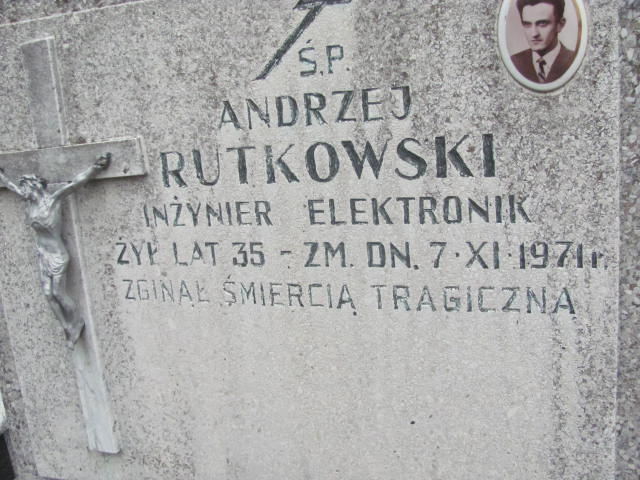 Ś.P.
ANDRZEJ
RUTKOWSKI
INŻYNIER ELEKTRONIK
ŻYŁ LAT 35 - ZM. DN. 7·XI·1971 r.
ZGINĄŁ ŚMIERCIĄ TRAGICZNĄ